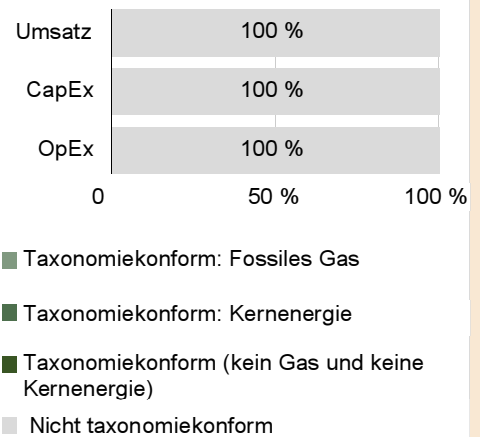 Umsatz 100 %
CapEx 100 %
OpEx 100 %
0 50 % 100 %
Taxonomiekonform: Fossiles Gas
Taxonomiekonform: Kernenergie
Taxonomiekonform (kein Gas und keine
Kernenergie)
Nicht taxonomiekonform